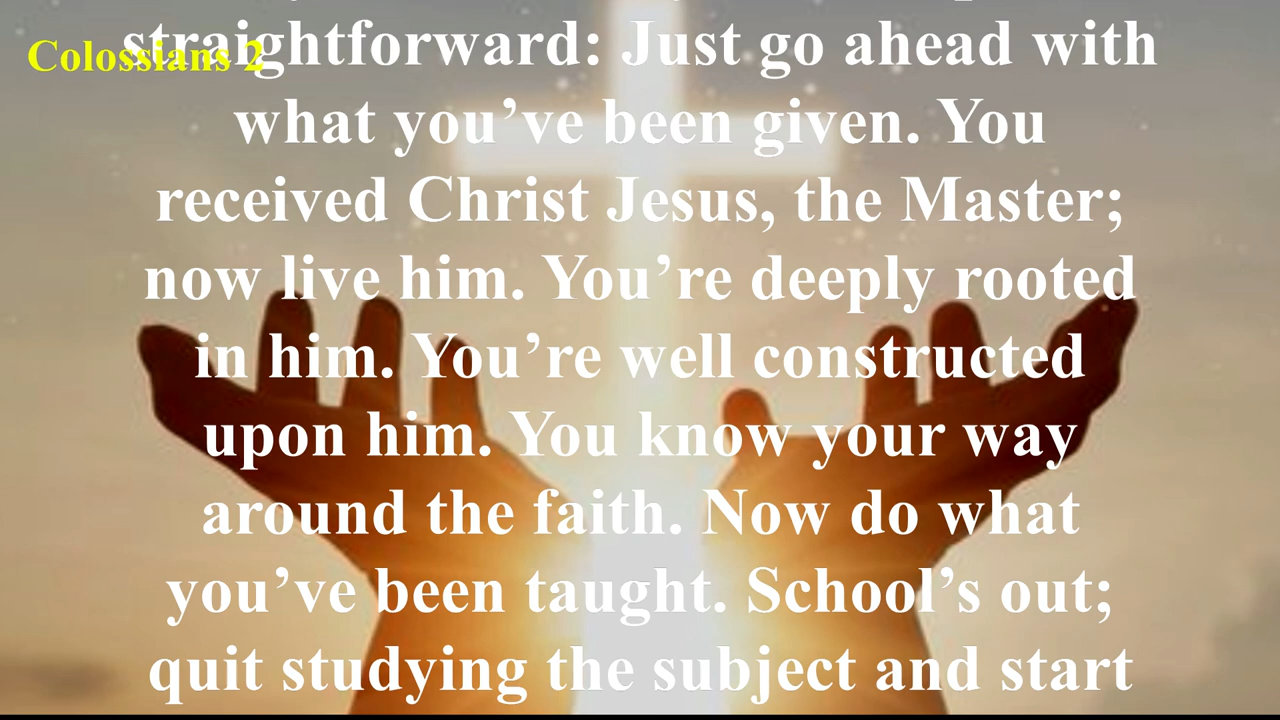 Colossians 2
straightforward: Just go ahead with
what you’ve been given. You
received Christ Jesus, the Master;
now live him. You’re deeply rooted
in him. You’re well constructed
upon him. You know your way
around the faith. Now do what
you’ve been taught. School’s out;
quit studying the subject and start